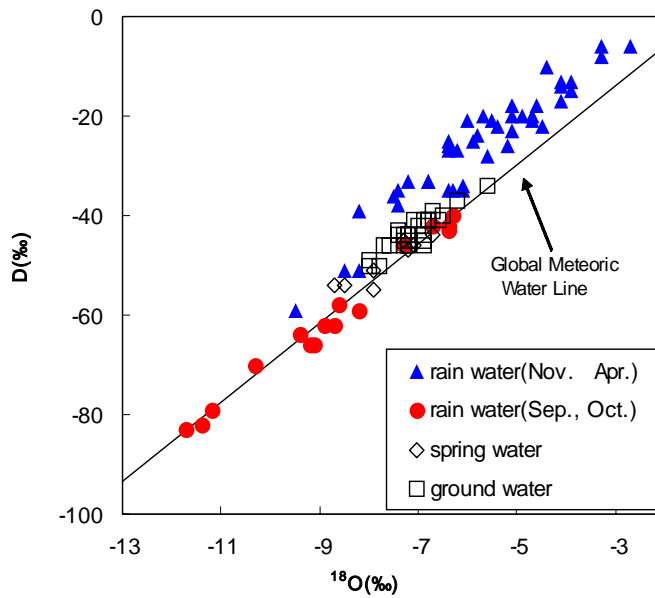 0
-20
-40
-60
-80
-100
D(‰)
-13 -11 -9 -7 -5 -3
¹⁸O(‰)
Global Meteoric
Water Line
rain water(Nov. Apr.)
rain water(Sep., Oct.)
spring water
ground water